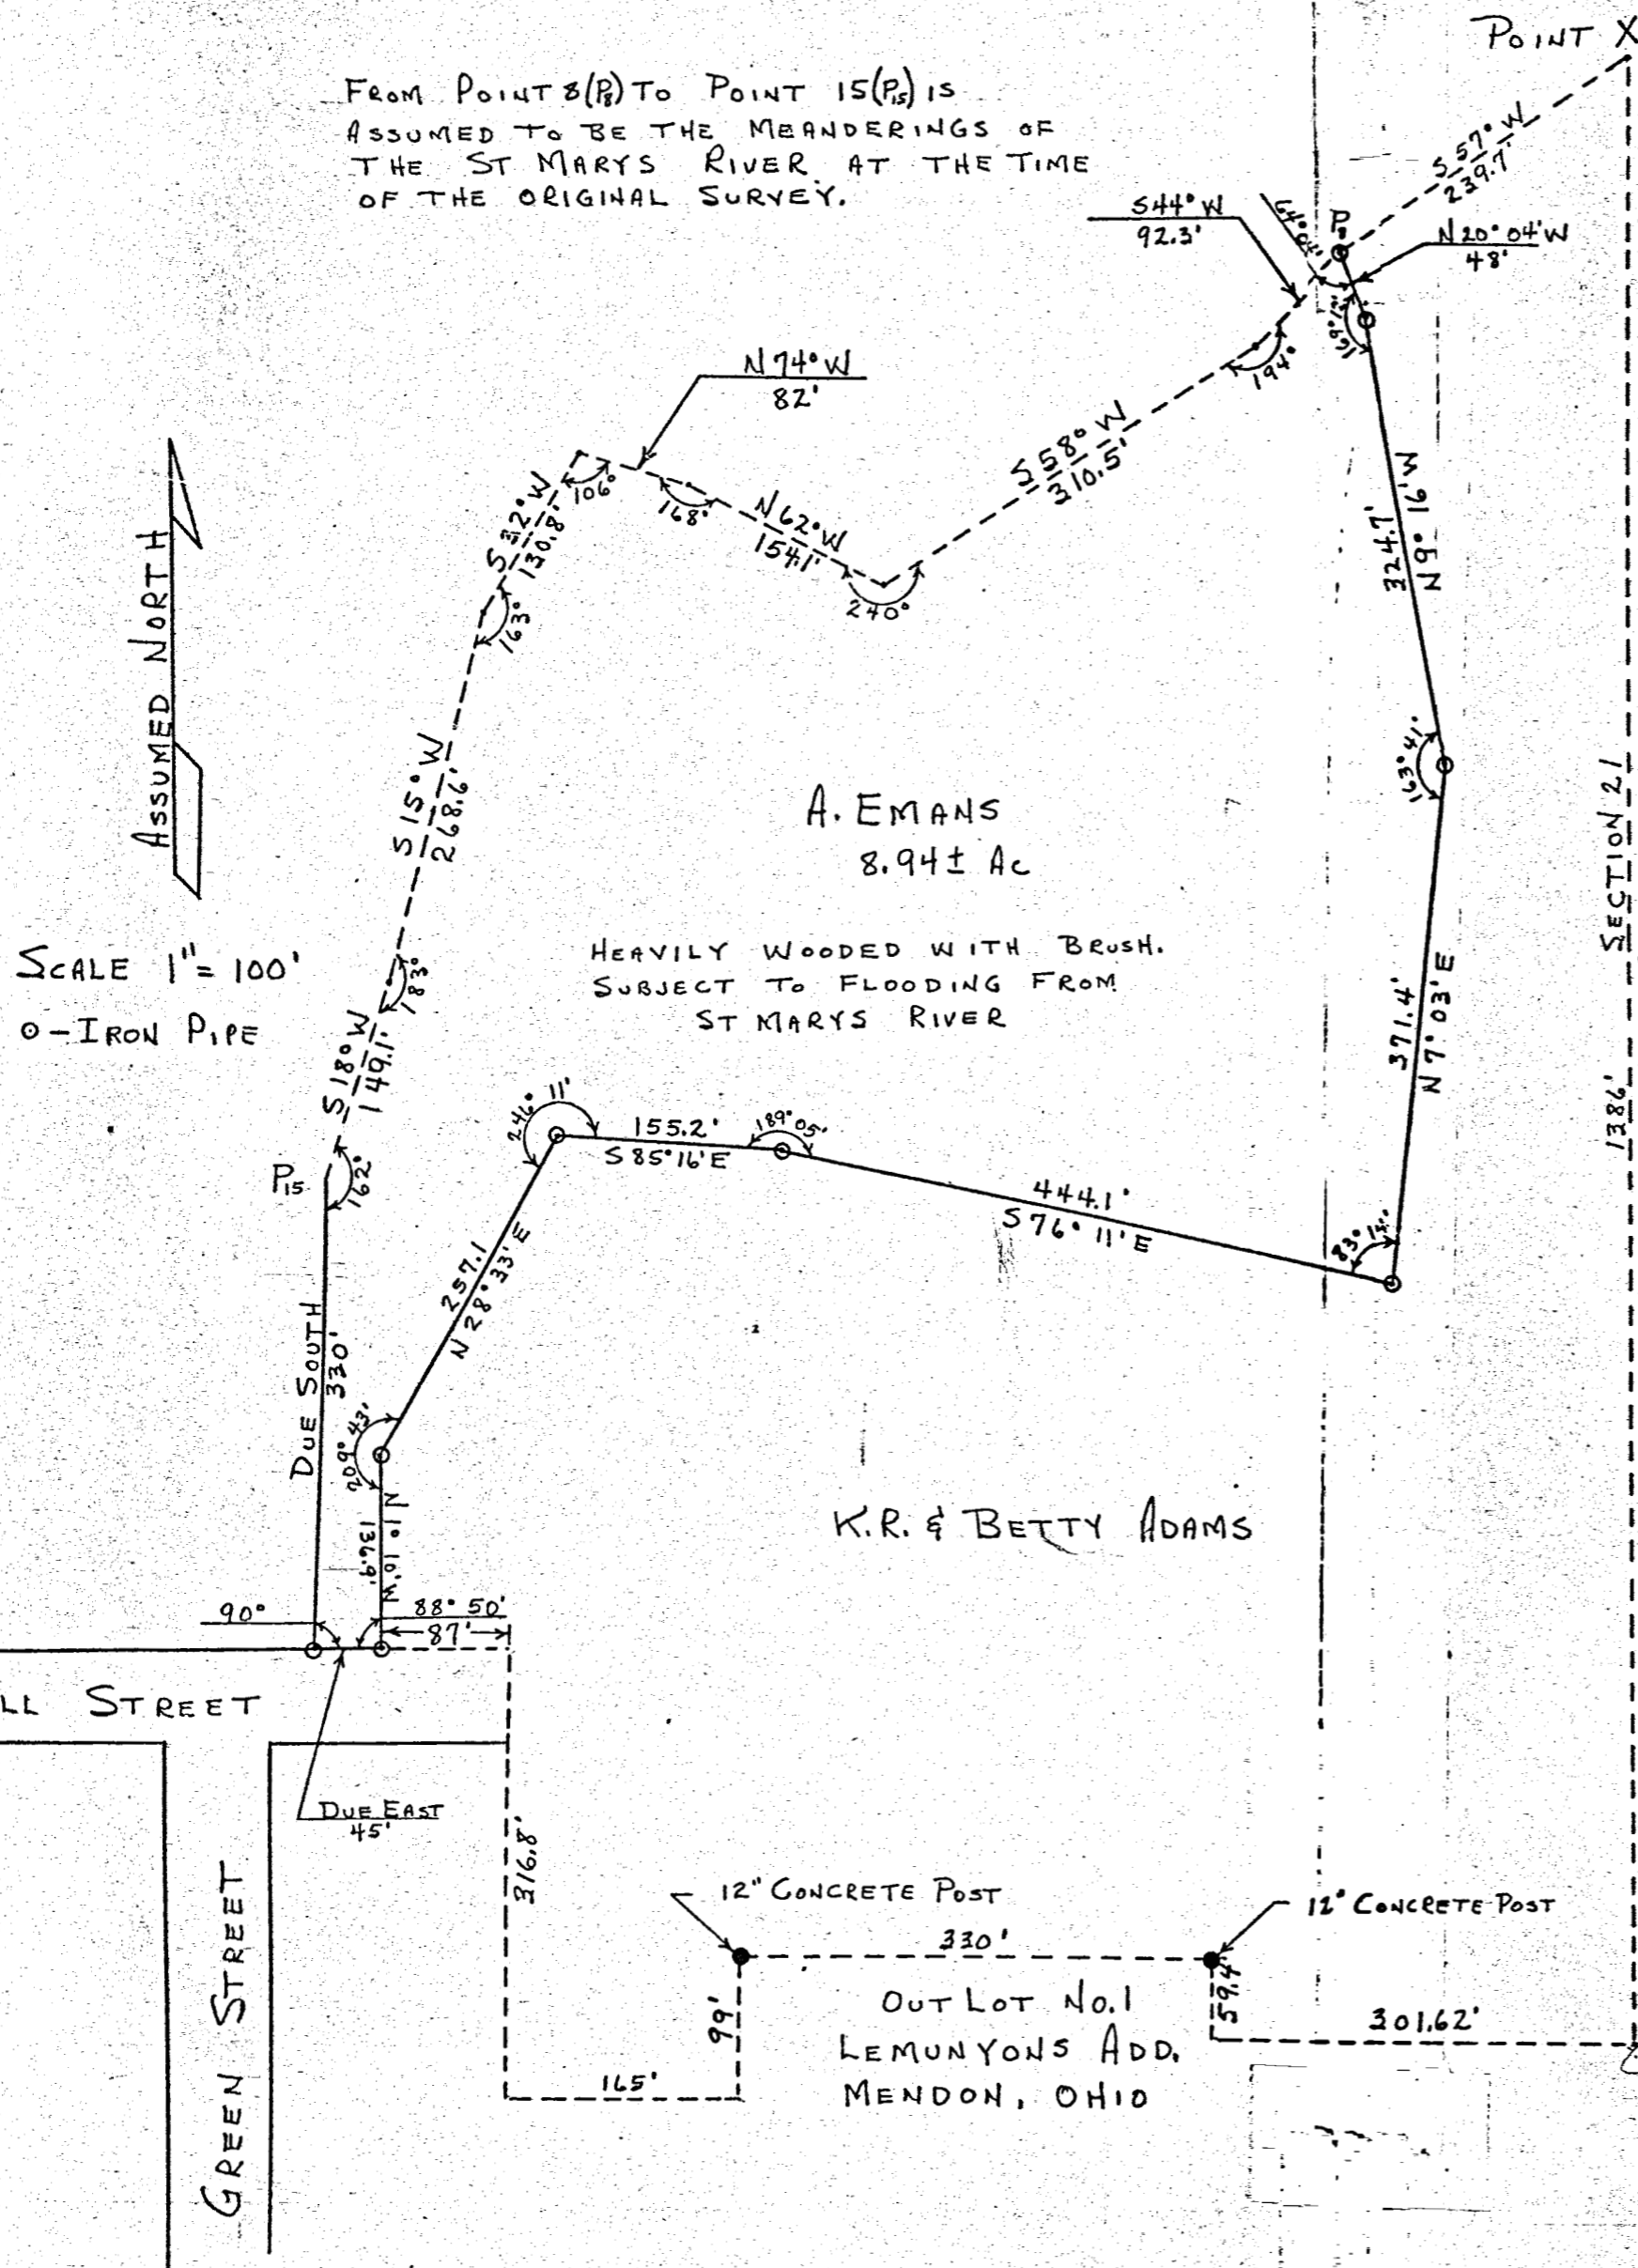 POINT X
FROM POINT 8(P8) TO POINT 15(P15) IS
ASSUMED TO BE THE MEANDERINGS OF
THE ST MARYS RIVER AT THE TIME
OF THE ORIGINAL SURVEY.
S 57° W
239.7'
S44° W
92.3'
64° 04'
P8
N 20° 04' W
48'
N 74° W
82'
194°
S 58° W
310.5'
S 32° W
130.8'
106°
168°
N 62° W
154.1'
240°
163°
324.7'
N 9° 16' W
ASSUMED NORTH
S 15° W
268.6'
163° 41'
SECTION 21
A. EMANS
8.94± AC
HEAVILY WOODED WITH BRUSH.
SUBJECT TO FLOODING FROM
ST MARYS RIVER
SCALE 1" = 100'
o - IRON PIPE
183°
S 18° W
149.1'
371.4'
N 7° 03' E
1386'
246° 11'
155.2'
S 85° 16' E
189° 05'
P15
162°
444.1'
S 76° 11' E
83°
257.1
N 28° 33' E
DUE SOUTH
330'
209° 43'
N 1° 10' W
136.9'
K.R. & BETTY ADAMS
90°
88° 50'
87'
LL STREET
DUE EAST
45'
316.8'
GREEN STREET
12" CONCRETE POST
12" CONCRETE POST
330'
99'
59.4'
OUT LOT NO.1
LEMUNYONS ADD.
MENDON, OHIO
301.62'
165'